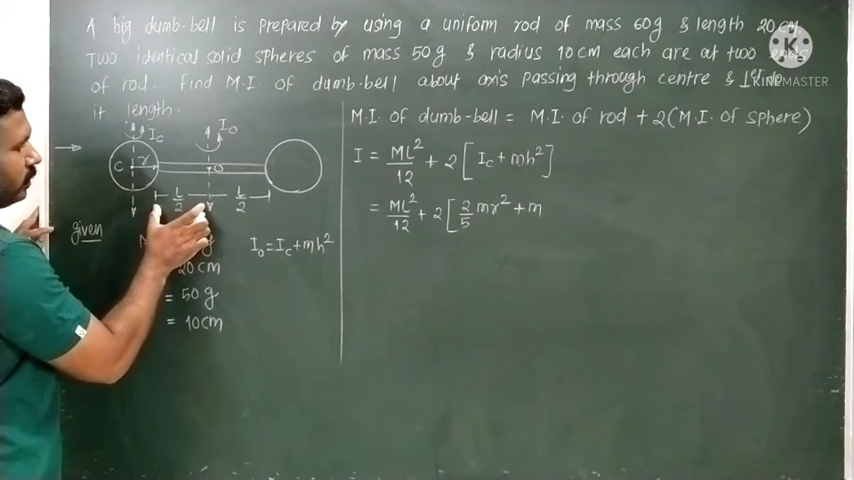 A big dumb-bell is prepared by using a uniform rod of mass 60g & length 20 cm.
Two identical solid spheres of mass 50g & radius 10cm each are at two ends
of rod. Find M.I. of dumb-bell about axis passing through centre & ⊥ to
it length.
K
KINEMASTER
M.I. of dumb-bell = M.I. of rod + 2(M.I. of sphere)
I = ML²/12 + 2[Ic + mh²]
= ML²/12 + 2[2/5 mr² + m
Ic
Io
C r O
L/2 L/2
given
M g
20cm
= 50g
= 10cm
Io = Ic + mh²